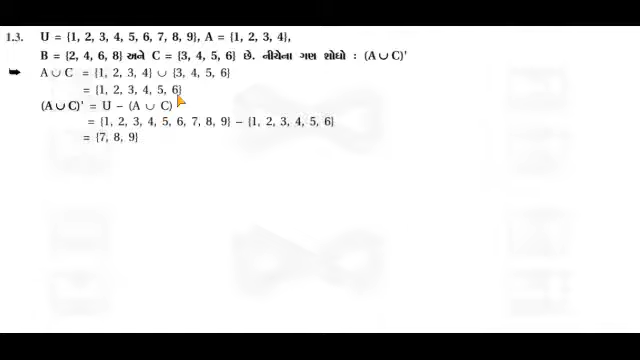 1.3. U = {1, 2, 3, 4, 5, 6, 7, 8, 9}, A = {1, 2, 3, 4},
B = {2, 4, 6, 8} અને C = {3, 4, 5, 6} છે. નીચેના ગણ શોધો : (A ∪ C)'
➥ A ∪ C = {1, 2, 3, 4} ∪ {3, 4, 5, 6}
= {1, 2, 3, 4, 5, 6}
(A ∪ C)' = U − (A ∪ C)
= {1, 2, 3, 4, 5, 6, 7, 8, 9} − {1, 2, 3, 4, 5, 6}
= {7, 8, 9}